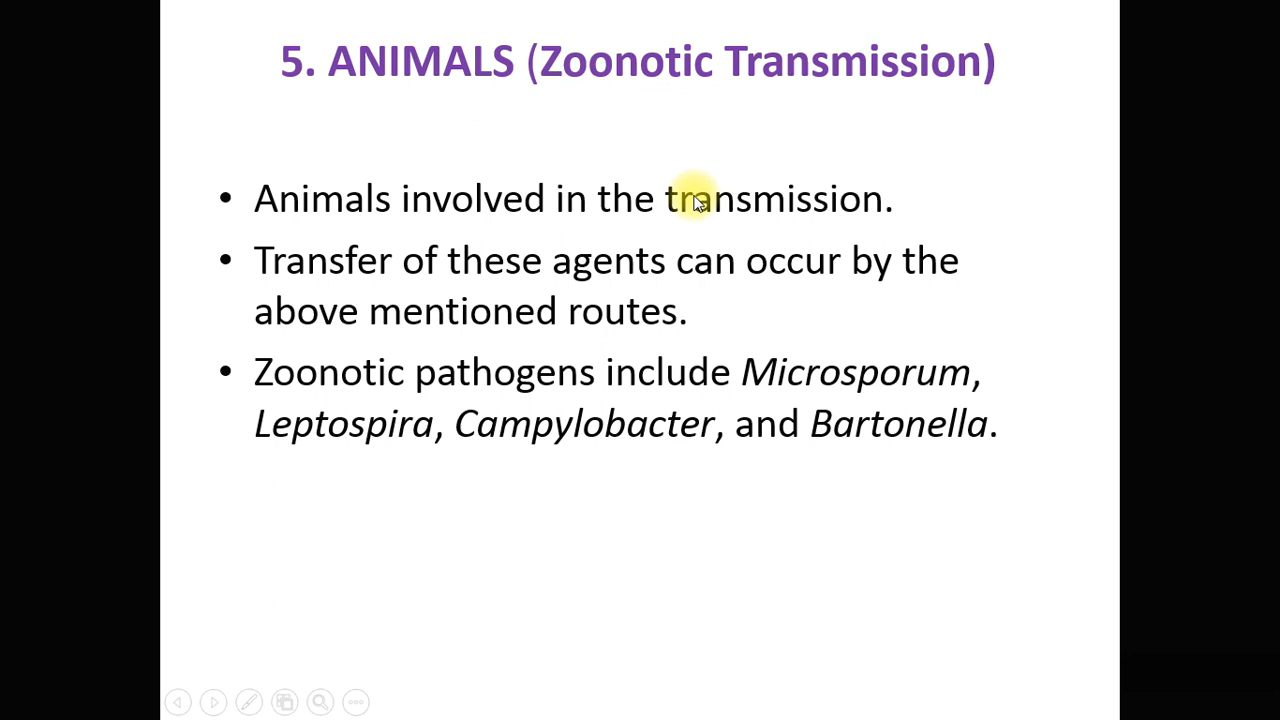 5. ANIMALS (Zoonotic Transmission)
• Animals involved in the transmission.
• Transfer of these agents can occur by the
above mentioned routes.
• Zoonotic pathogens include Microsporum,
Leptospira, Campylobacter, and Bartonella.